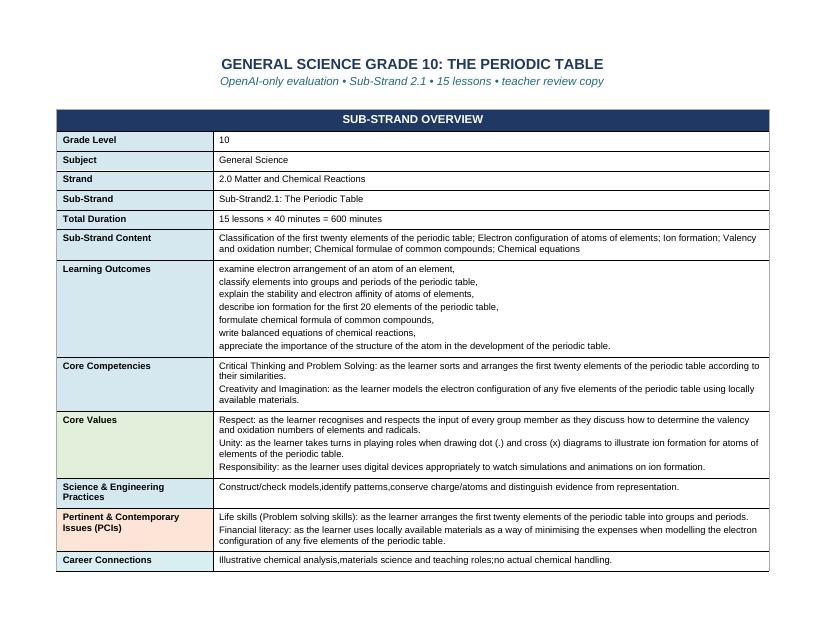 GENERAL SCIENCE GRADE 10: THE PERIODIC TABLE
OpenAI-only evaluation • Sub-Strand 2.1 • 15 lessons • teacher review copy
SUB-STRAND OVERVIEW
Grade Level 10
Subject General Science
Strand 2.0 Matter and Chemical Reactions
Sub-Strand Sub-Strand2.1: The Periodic Table
Total Duration 15 lessons × 40 minutes = 600 minutes
Sub-Strand Content Classification of the first twenty elements of the periodic table; Electron configuration of atoms of elements; Ion formation; Valency
and oxidation number; Chemical formulae of common compounds; Chemical equations
Learning Outcomes examine electron arrangement of an atom of an element,
classify elements into groups and periods of the periodic table,
explain the stability and electron affinity of atoms of elements,
describe ion formation for the first 20 elements of the periodic table,
formulate chemical formula of common compounds,
write balanced equations of chemical reactions,
appreciate the importance of the structure of the atom in the development of the periodic table.
Core Competencies Critical Thinking and Problem Solving: as the learner sorts and arranges the first twenty elements of the periodic table according to
their similarities.
Creativity and Imagination: as the learner models the electron configuration of any five elements of the periodic table using locally
available materials.
Core Values Respect: as the learner recognises and respects the input of every group member as they discuss how to determine the valency
and oxidation numbers of elements and radicals.
Unity: as the learner takes turns in playing roles when drawing dot (.) and cross (x) diagrams to illustrate ion formation for atoms of
elements of the periodic table.
Responsibility: as the learner uses digital devices appropriately to watch simulations and animations on ion formation.
Science & Engineering Construct/check models,identify patterns,conserve charge/atoms and distinguish evidence from representation.
Practices
Pertinent & Contemporary Life skills (Problem solving skills): as the learner arranges the first twenty elements of the periodic table into groups and periods.
Issues (PCIs) Financial literacy: as the learner uses locally available materials as a way of minimising the expenses when modelling the electron
configuration of any five elements of the periodic table.
Career Connections Illustrative chemical analysis,materials science and teaching roles;no actual chemical handling.